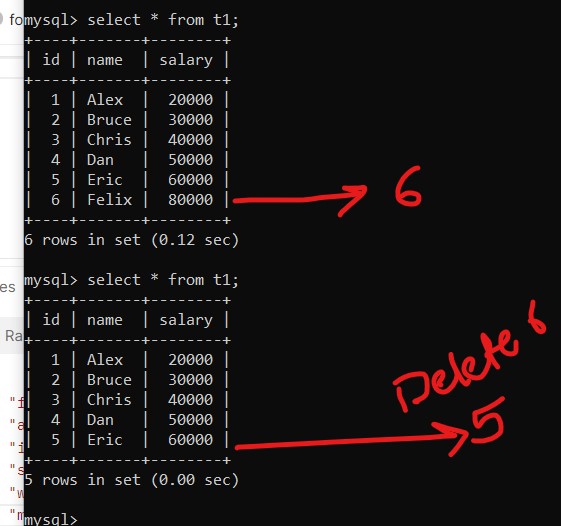 fo
mysql> select * from t1;
+----+-------+--------+
| id | name  | salary |
+----+-------+--------+
|  1 | Alex  |  20000 |
|  2 | Bruce |  30000 |
|  3 | Chris |  40000 |
|  4 | Dan   |  50000 |
|  5 | Eric  |  60000 |
|  6 | Felix |  80000 |
6
+----+-------+--------+
6 rows in set (0.12 sec)
mysql> select * from t1;
+----+-------+--------+
es
| id | name  | salary |
Ra
+----+-------+--------+
|  1 | Alex  |  20000 |
|  2 | Bruce |  30000 |
|  3 | Chris |  40000 |
|  4 | Dan   |  50000 |
|  5 | Eric  |  60000 |
Delete 6
5
+----+-------+--------+
5 rows in set (0.00 sec)
mysql>
"f
"a
"i
"s
"w
"m